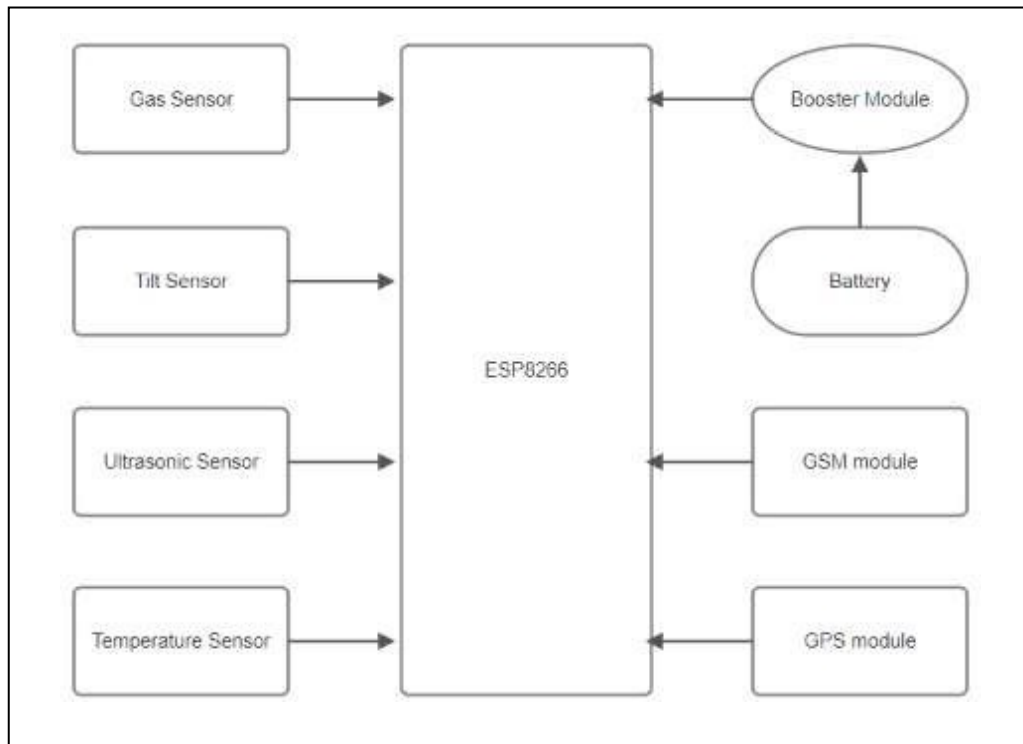 Gas Sensor
Booster Module
Tilt Sensor
Battery
ESP8266
Ultrasonic Sensor
GSM module
Temperature Sensor
GPS module